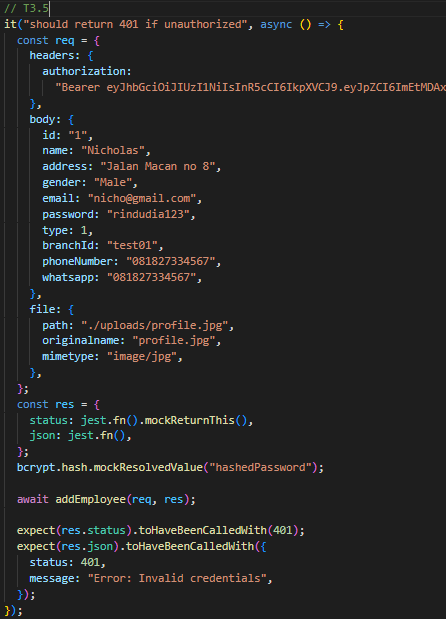 // T3.5
it("should return 401 if unauthorized", async () => {
const req = {
headers: {
authorization:
"Bearer eyJhbGciOiJIUzI1NiIsInR5cCI6IkpXVCJ9.eyJpZCI6ImEtMDAx
},
body: {
id: "1",
name: "Nicholas",
address: "Jalan Macan no 8",
gender: "Male",
email: "nicho@gmail.com",
password: "rindudia123",
type: 1,
branchId: "test01",
phoneNumber: "081827334567",
whatsapp: "081827334567",
},
file: {
path: "./uploads/profile.jpg",
originalname: "profile.jpg",
mimetype: "image/jpg",
},
};
const res = {
status: jest.fn().mockReturnThis(),
json: jest.fn(),
};
bcrypt.hash.mockResolvedValue("hashedPassword");
await addEmployee(req, res);
expect(res.status).toHaveBeenCalledWith(401);
expect(res.json).toHaveBeenCalledWith({
status: 401,
message: "Error: Invalid credentials",
});
});